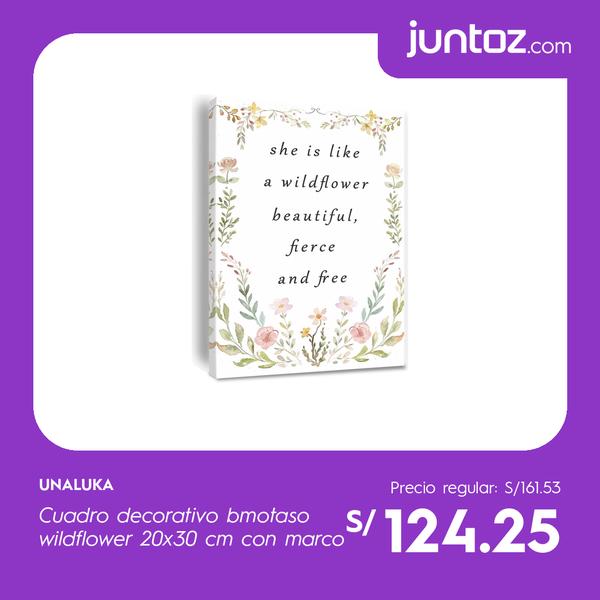 juntoz.com
she is like
a wildflower
beautiful,
fierce
and free
UNALUKA
Cuadro decorativo bmotaso
wildflower 20x30 cm con marco
Precio regular: S/161.53
S/ 124.25